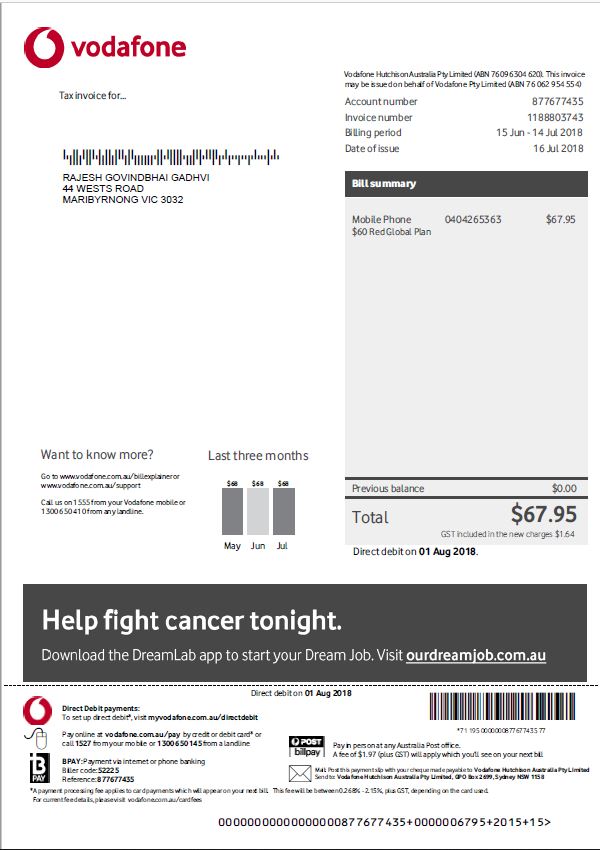 vodafone
Vodafone Hutchison Australia Pty Limited (ABN 76 096 304 620). This invoice
may be issued on behalf of Vodafone Pty Limited (ABN 76 062 954 554)
Tax invoice for...
Account number 877677435
Invoice number 1188803743
Billing period 15 Jun - 14 Jul 2018
Date of issue 16 Jul 2018
RAJESH GOVINDBHAI GADHVI
44 WESTS ROAD
MARIBYRNONG VIC 3032
Bill summary
Mobile Phone 0404265363 $67.95
$60 Red Global Plan
Want to know more?
Go to www.vodafone.com.au/billexplainer or
www.vodafone.com.au/support
Call us on 1555 from your Vodafone mobile or
1300 650 410 from any landline.
Last three months
$68 $68 $68
May Jun Jul
Previous balance $0.00
Total $67.95
GST included in the new charges $1.64
Direct debit on 01 Aug 2018.
Help fight cancer tonight.
Download the DreamLab app to start your Dream Job. Visit ourdreamjob.com.au
Direct debit on 01 Aug 2018
Direct Debit payments:
To set up direct debit*, visit myvodafone.com.au/directdebit
Pay online at vodafone.com.au/pay by credit or debit card* or
call 1527 from your mobile or 1300 650 145 from a landline
B PAY
BPAY: Payment via internet or phone banking
Biller code: 52225
Reference: 877677435
*71 195 000000087767743577
POST billpay
Pay in person at any Australia Post office.
A fee of $1.97 (plus GST) will apply which you'll see on your next bill
Mail: Post this payment slip with your cheque made payable to Vodafone Hutchison Australia Pty Limited
Send to: Vodafone Hutchison Australia Pty Limited, GPO Box 2699, Sydney NSW 1158
*A payment processing fee applies to card payments which will appear on your next bill. This fee will be between 0.268% - 2.15%, plus GST, depending on the card used.
For current fee details, please visit vodafone.com.au/cardfees
000000000000000000877677435+0000006795+2015+15>